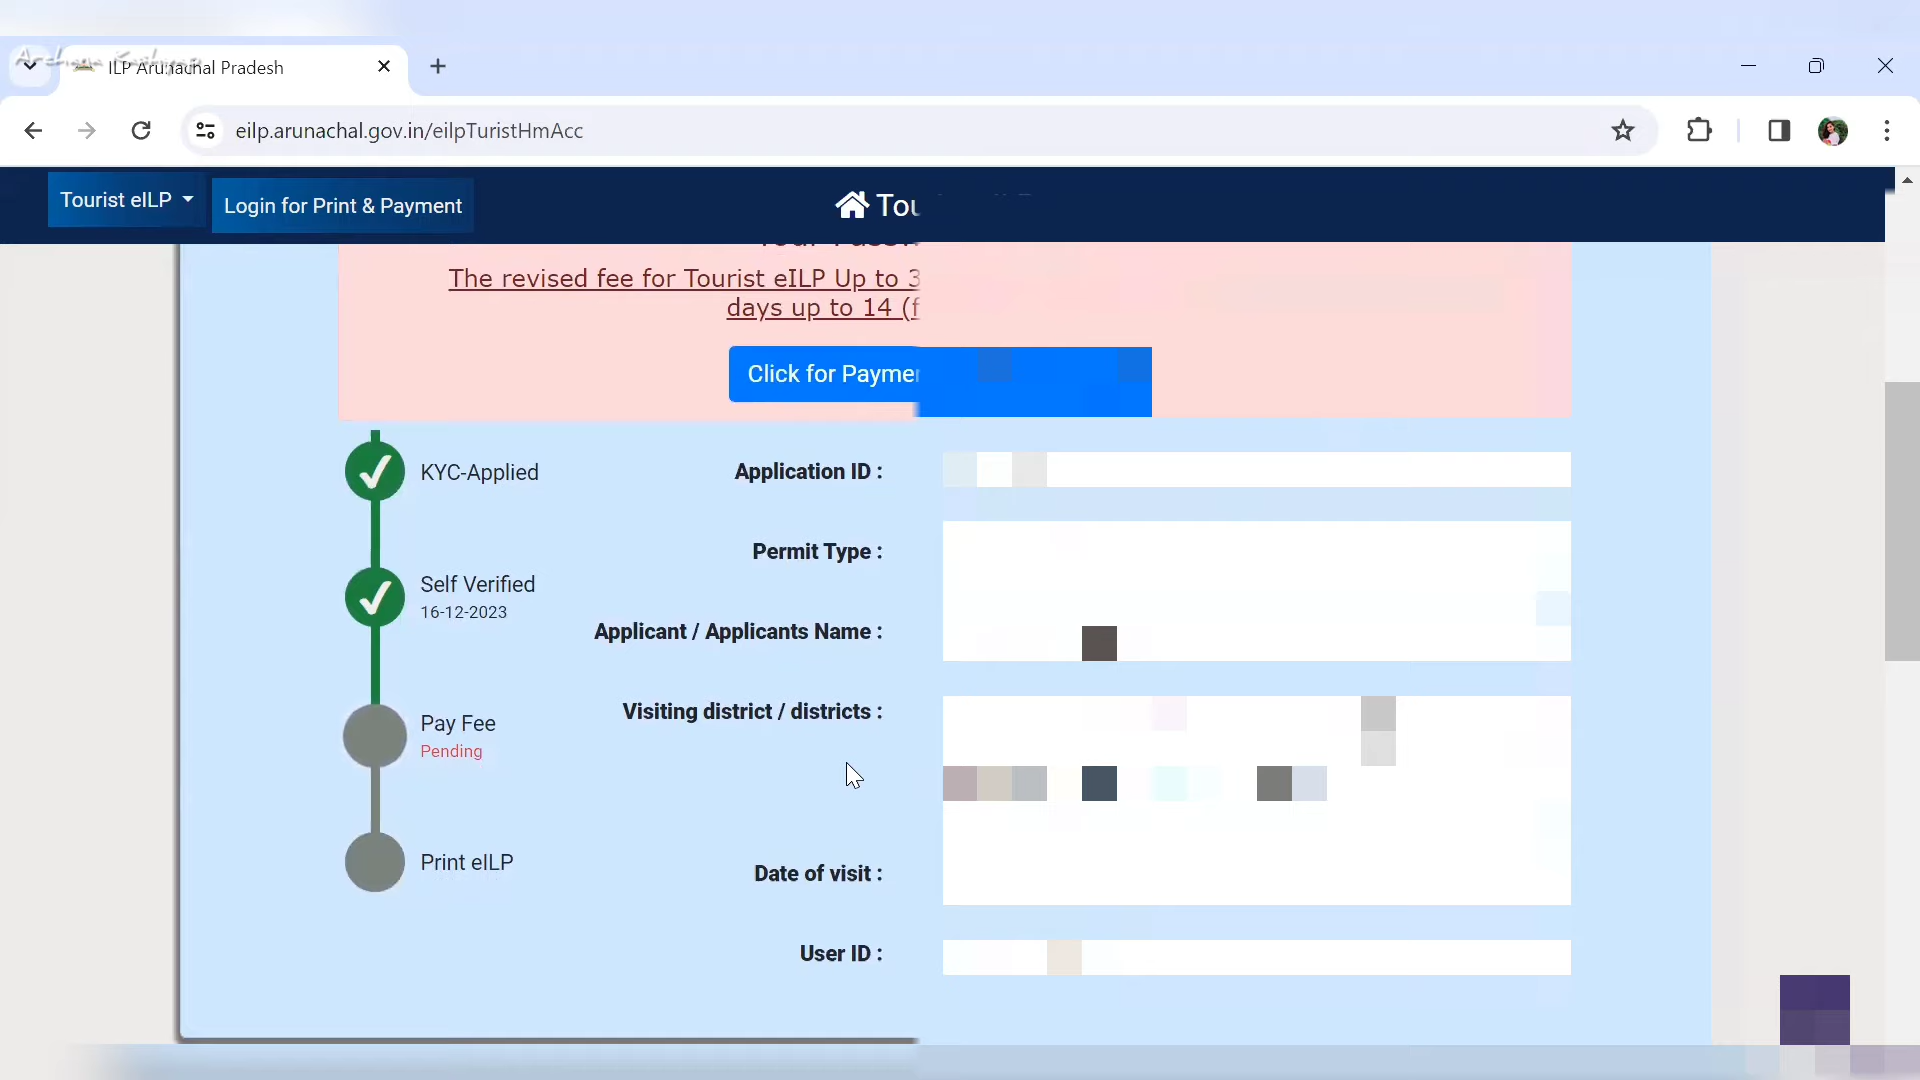 ILP Arunachal Pradesh
eilp.arunachal.gov.in/eilpTuristHmAcc
Tourist eILP
Login for Print & Payment
The revised fee for Tourist eILP Up to 3
days up to 14 (f
Click for Paymen
KYC-Applied
Application ID :
Permit Type :
Self Verified
16-12-2023
Applicant / Applicants Name :
Visiting district / districts :
Pay Fee
Pending
Print eILP
Date of visit :
User ID :